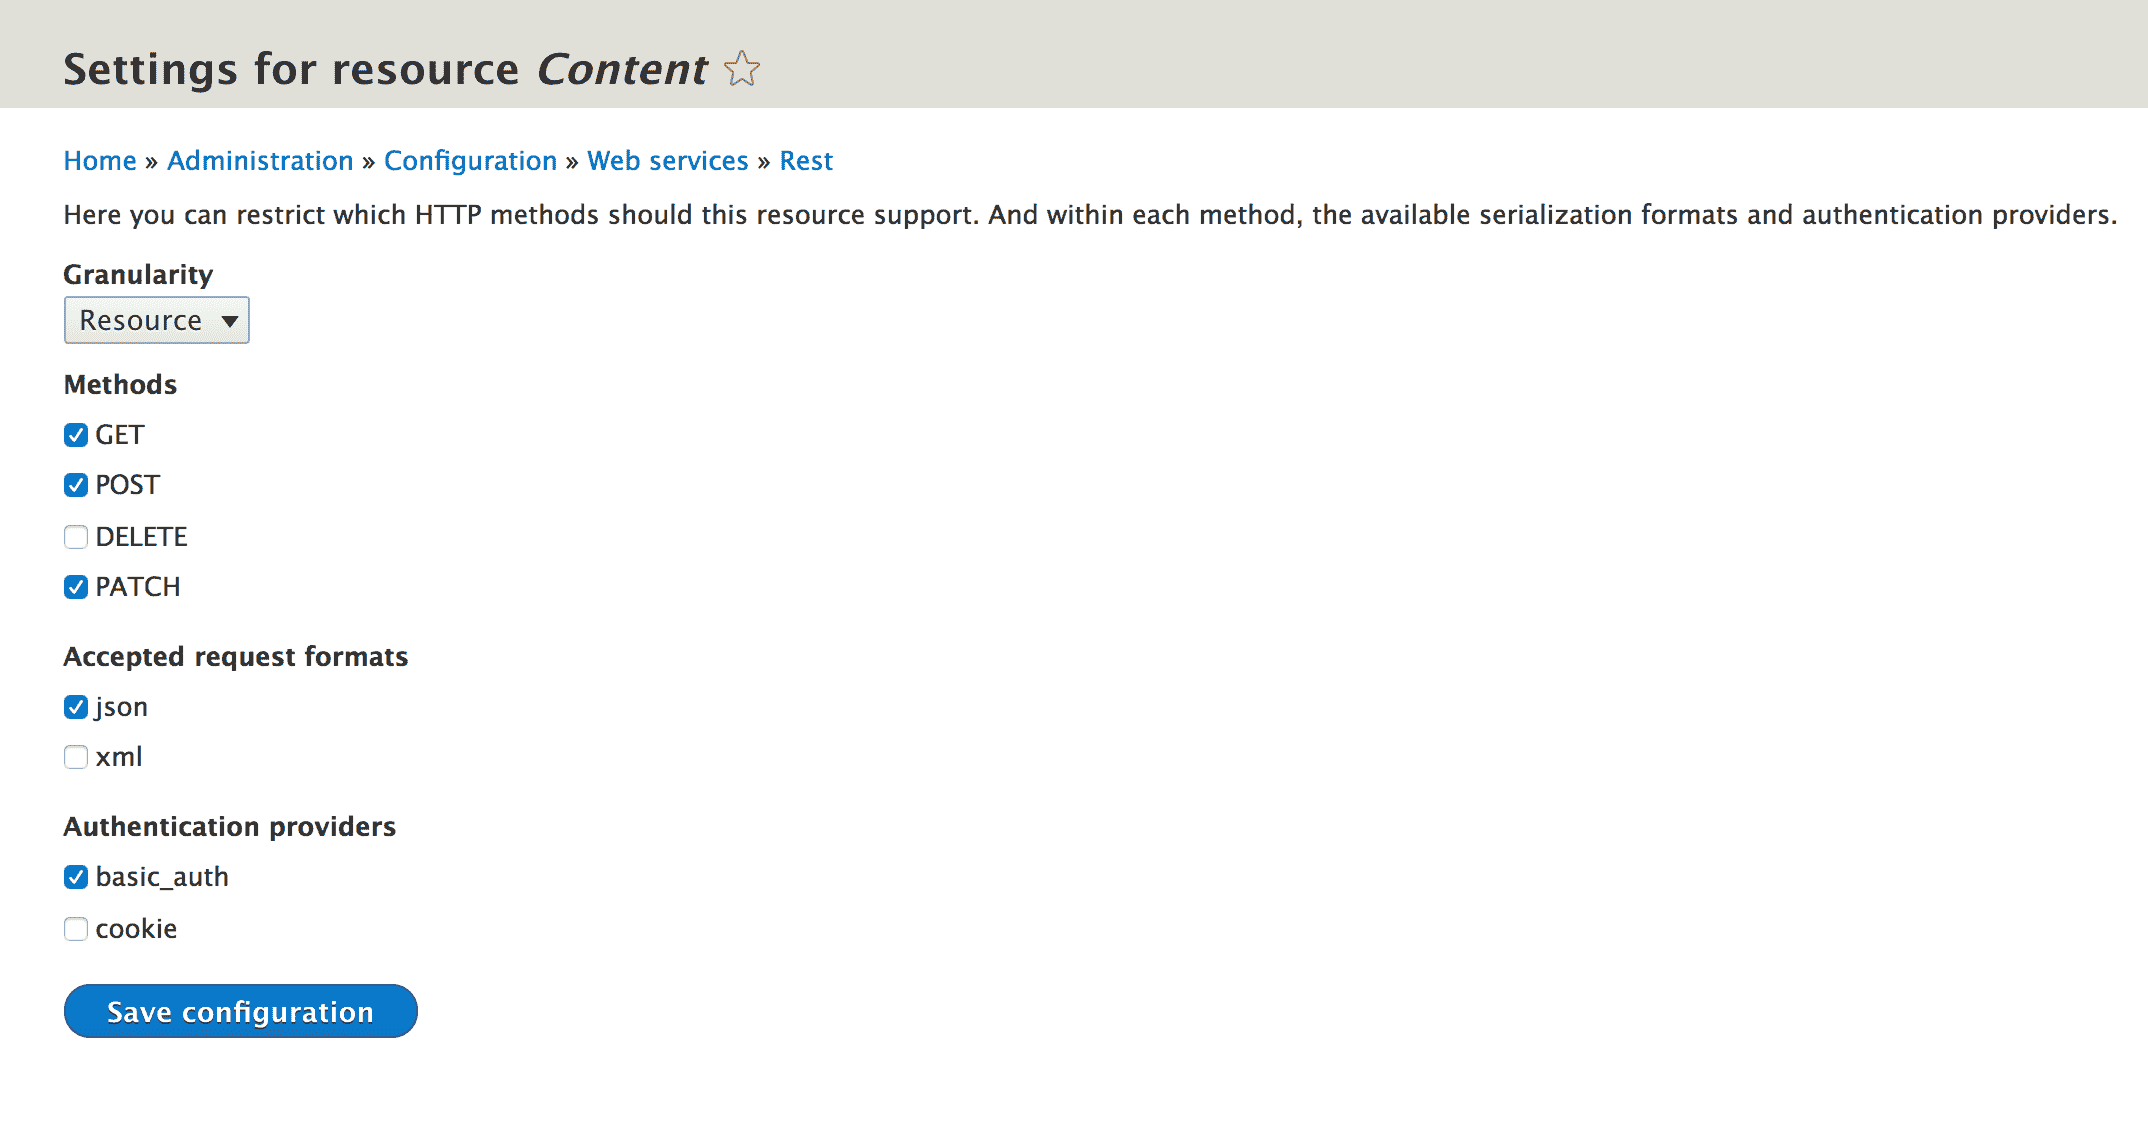 Settings for resource Content
Home » Administration » Configuration » Web services » Rest
Here you can restrict which HTTP methods should this resource support. And within each method, the available serialization formats and authentication providers.
Granularity
Resource
Methods
GET
POST
DELETE
PATCH
Accepted request formats
json
xml
Authentication providers
basic_auth
cookie
Save configuration